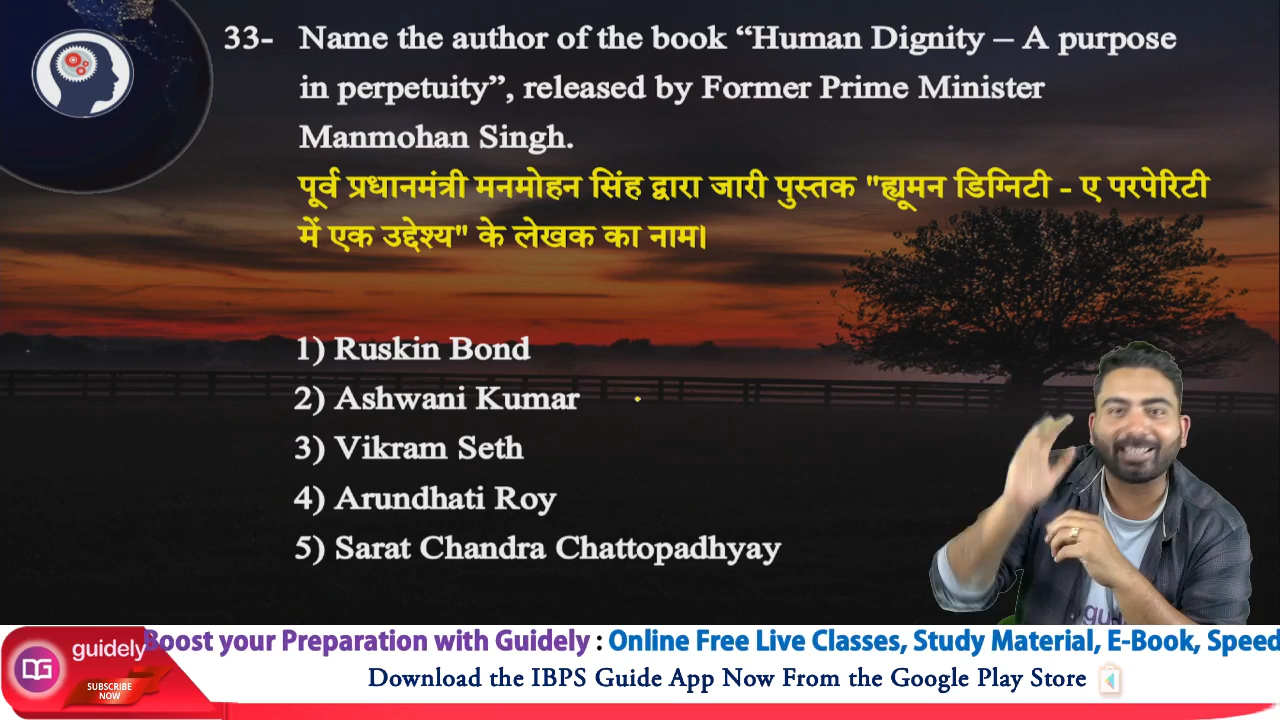 33- Name the author of the book “Human Dignity – A purpose
in perpetuity”, released by Former Prime Minister
Manmohan Singh.
पूर्व प्रधानमंत्री मनमोहन सिंह द्वारा जारी पुस्तक "ह्यूमन डिग्निटी - ए परपेरिटी
में एक उद्देश्य" के लेखक का नाम।
1) Ruskin Bond
2) Ashwani Kumar
3) Vikram Seth
4) Arundhati Roy
5) Sarat Chandra Chattopadhyay
guidely
SUBSCRIBE
NOW
Boost your Preparation with Guidely : Online Free Live Classes, Study Material, E-Book, Speed
Download the IBPS Guide App Now From the Google Play Store